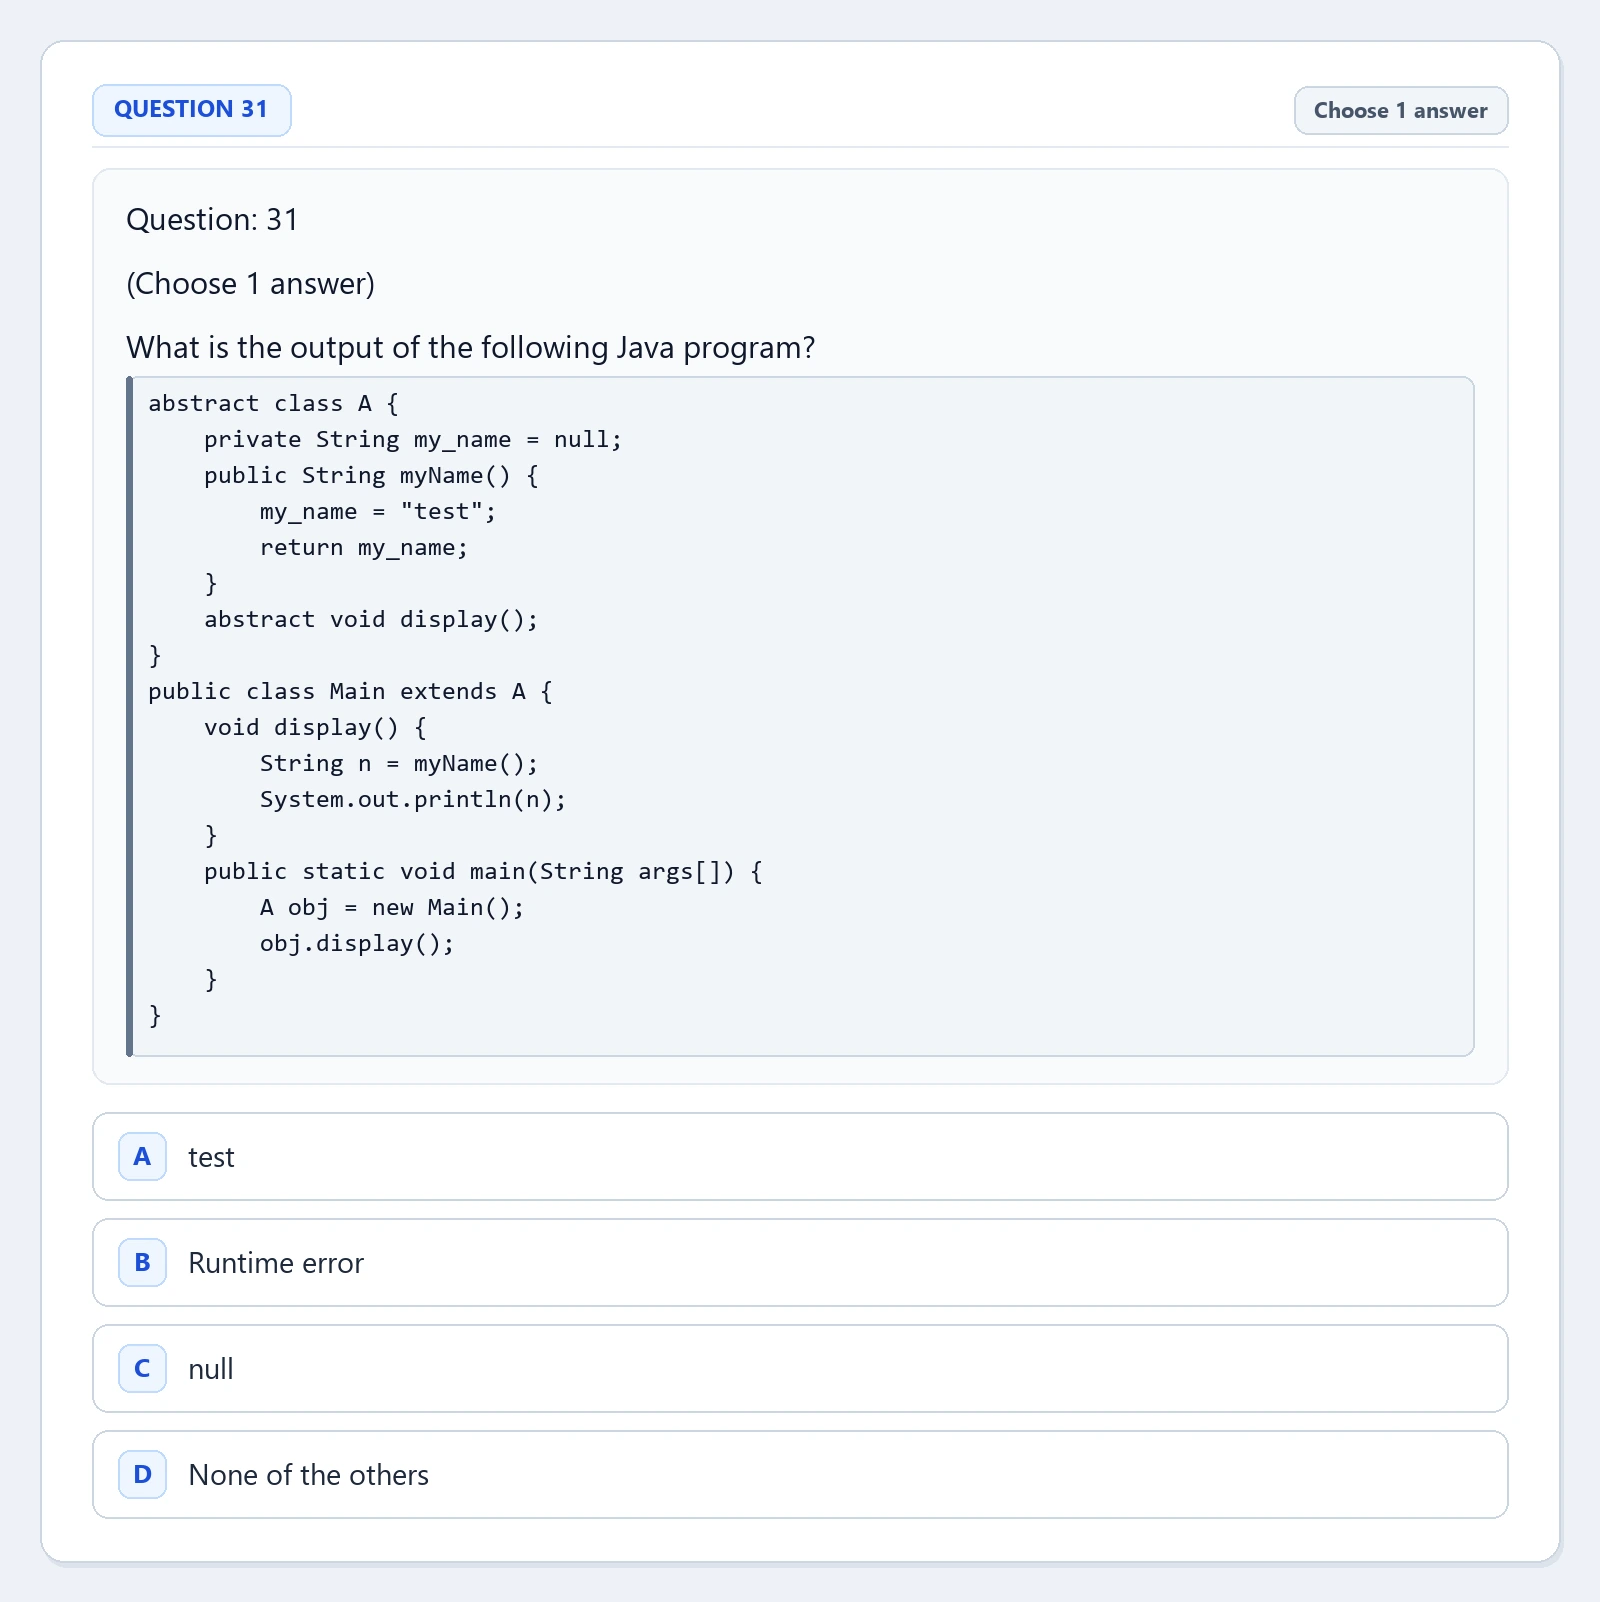 QUESTION 31
Choose 1 answer
Question: 31
(Choose 1 answer)
What is the output of the following Java program?
abstract class A {
    private String my_name = null;
    public String myName() {
        my_name = "test";
        return my_name;
    }
    abstract void display();
}
public class Main extends A {
    void display() {
        String n = myName();
        System.out.println(n);
    }
    public static void main(String args[]) {
        A obj = new Main();
        obj.display();
    }
}
A test
B Runtime error
C null
D None of the others